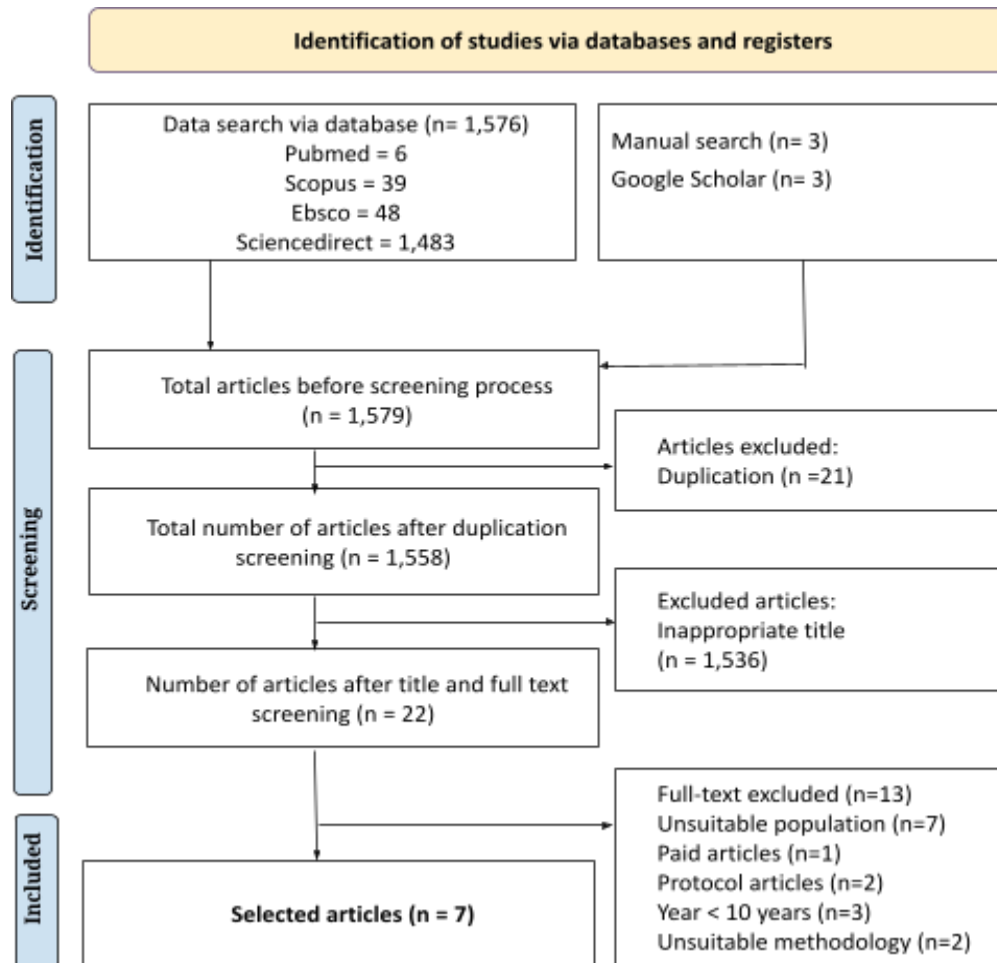 Identification of studies via databases and registers
Identification
Data search via database (n= 1,576)
Pubmed = 6
Scopus = 39
Ebsco = 48
Sciencedirect = 1,483
Manual search (n= 3)
Google Scholar (n= 3)
Screening
Total articles before screening process
(n = 1,579)
Articles excluded:
Duplication (n =21)
Total number of articles after duplication
screening (n = 1,558)
Excluded articles:
Inappropriate title
(n = 1,536)
Number of articles after title and full text
screening (n = 22)
Included
Full-text excluded (n=13)
Unsuitable population (n=7)
Paid articles (n=1)
Protocol articles (n=2)
Year < 10 years (n=3)
Unsuitable methodology (n=2)
Selected articles (n = 7)